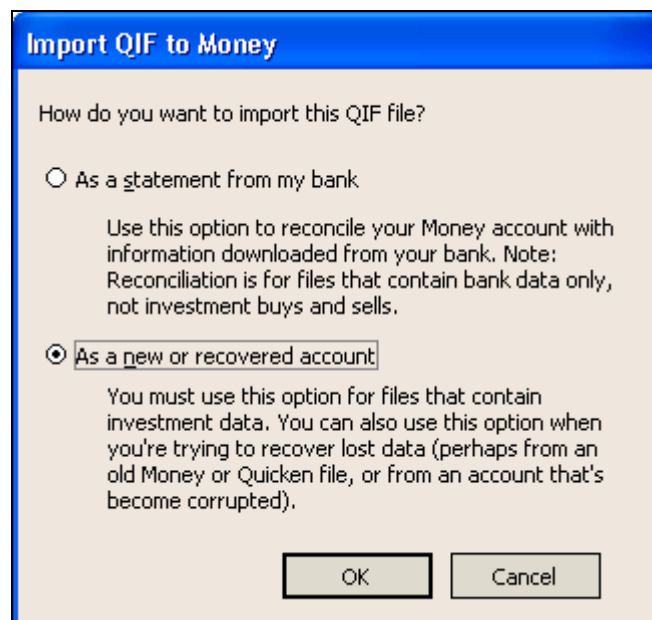 Import QIF to Money
How do you want to import this QIF file?
As a statement from my bank
Use this option to reconcile your Money account with
information downloaded from your bank. Note:
Reconciliation is for files that contain bank data only,
not investment buys and sells.
As a new or recovered account
You must use this option for files that contain
investment data. You can also use this option when
you're trying to recover lost data (perhaps from an
old Money or Quicken file, or from an account that's
become corrupted).
OK Cancel